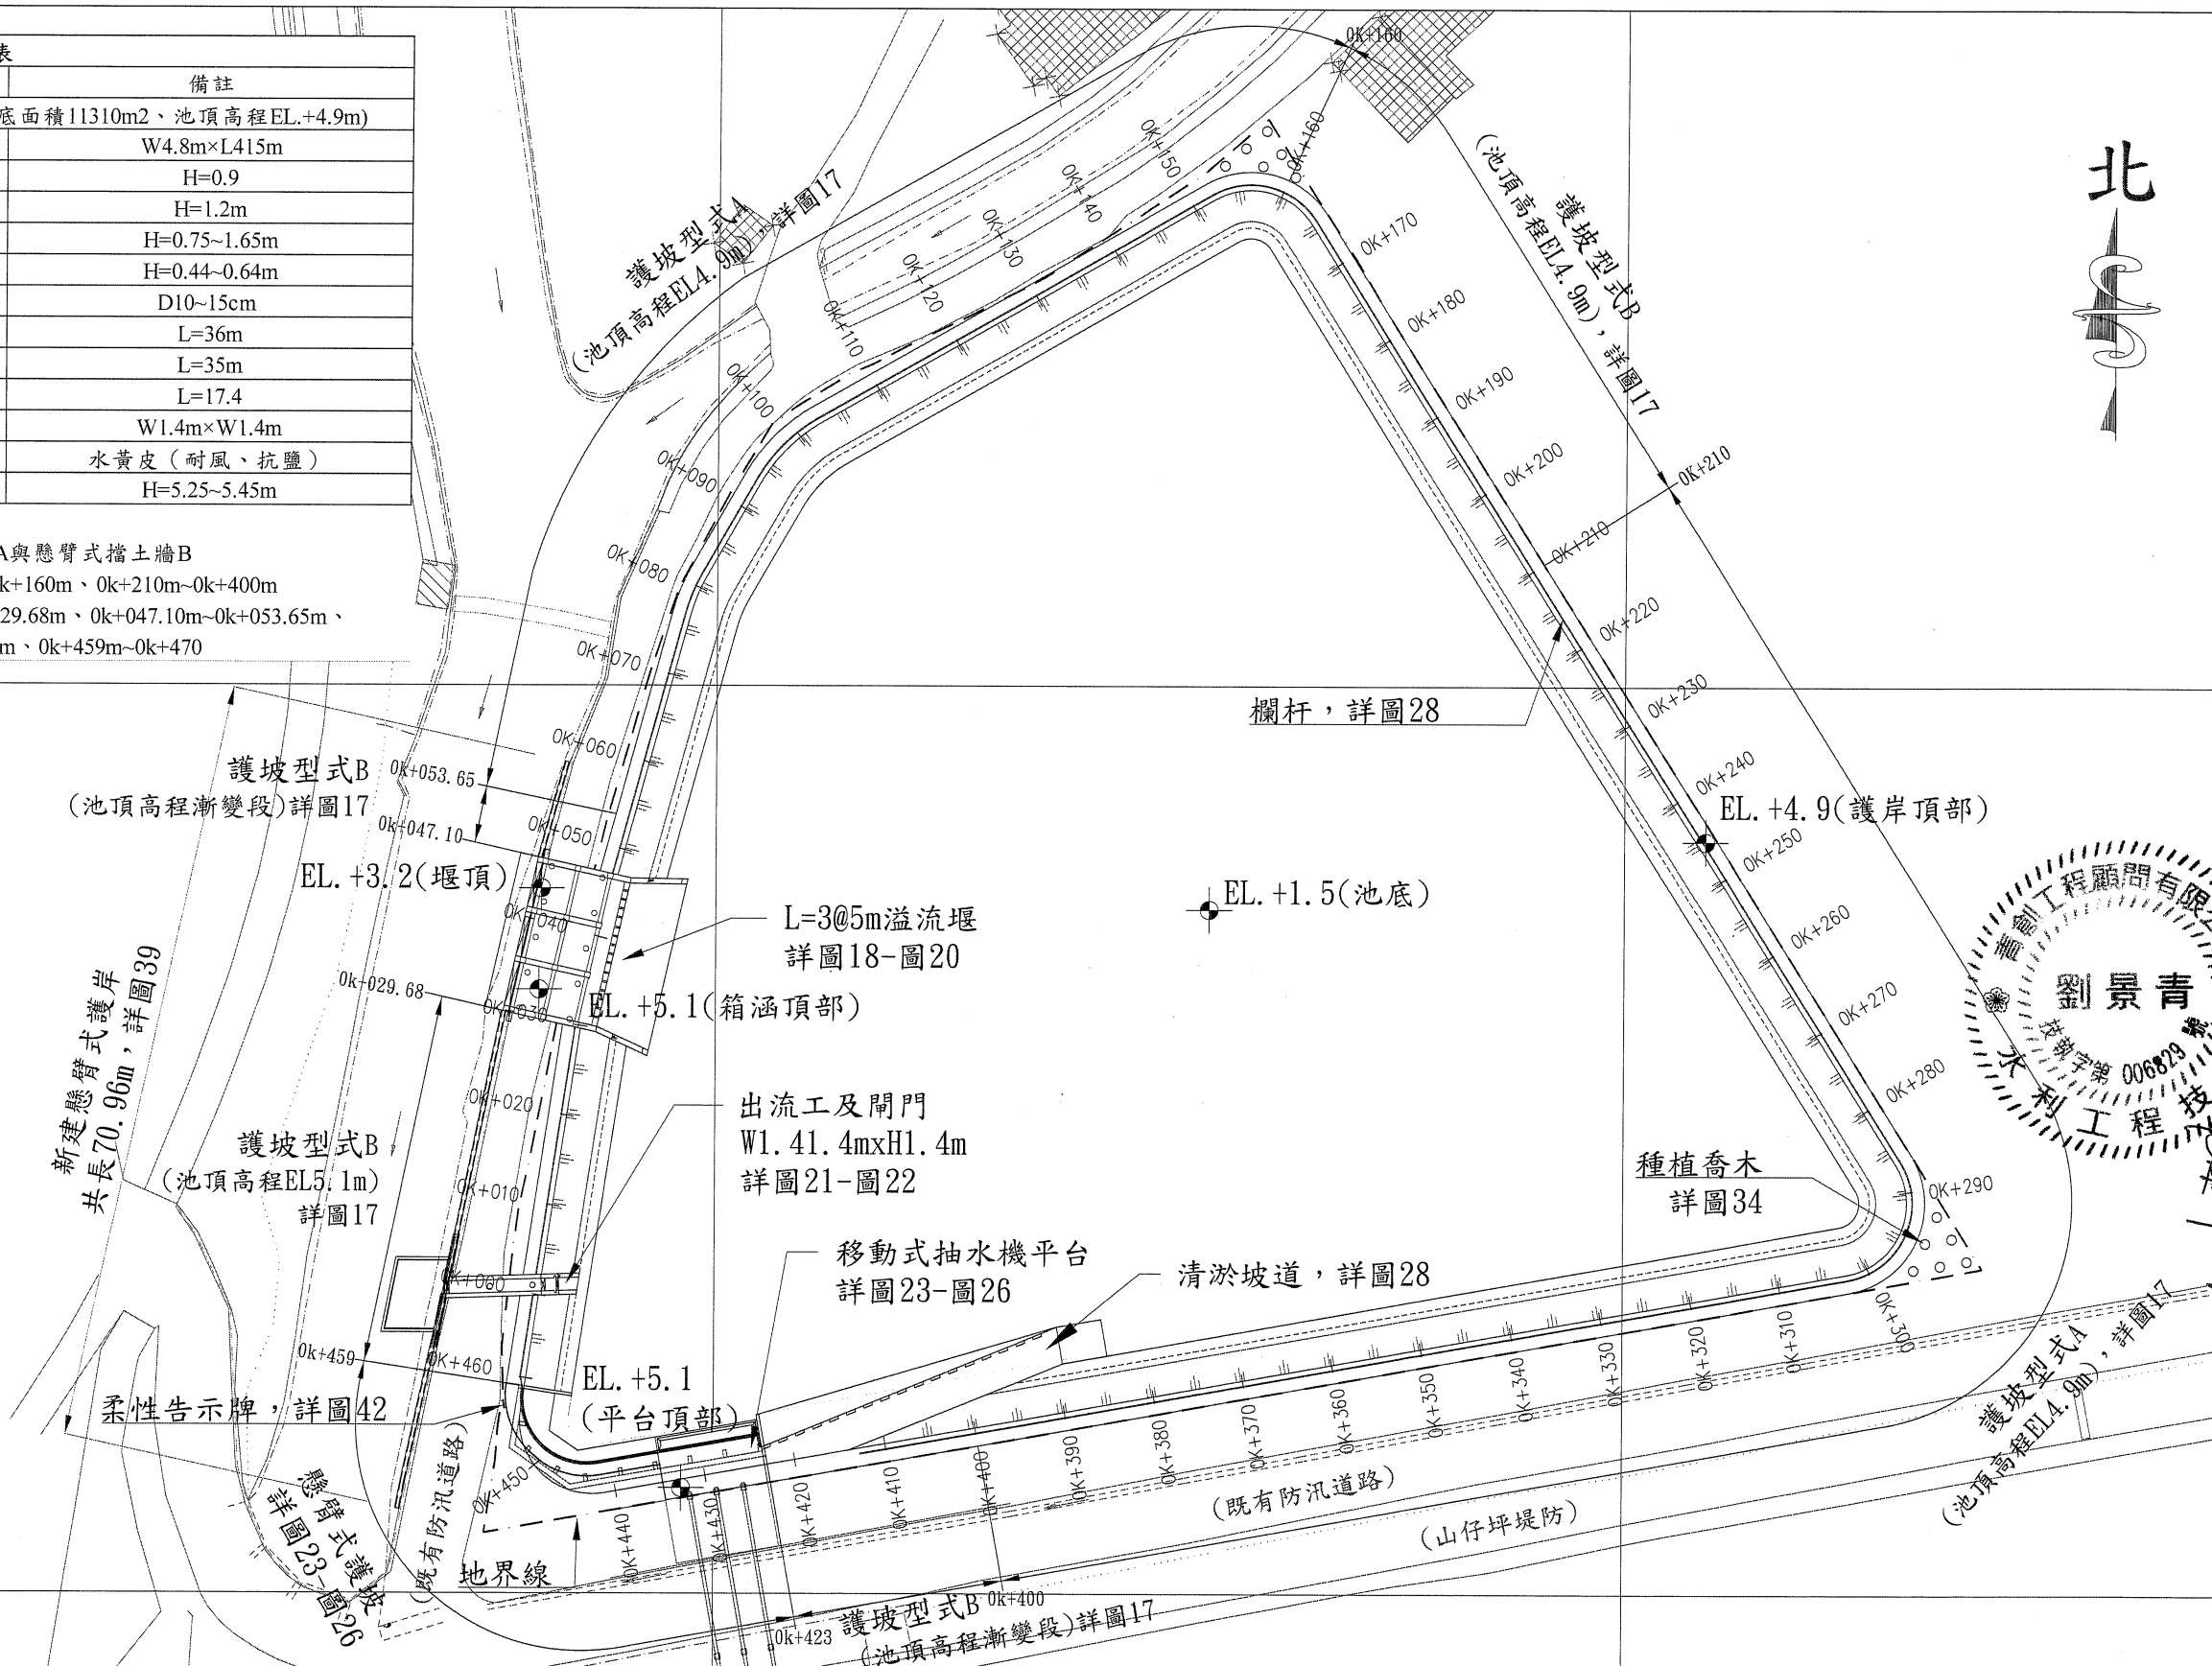 表
備註
底面積11310m2、池頂高程EL.+4.9m)
W4.8m×L415m
H=0.9
H=1.2m
H=0.75~1.65m
H=0.44~0.64m
D10~15cm
L=36m
L=35m
L=17.4
W1.4m×W1.4m
水黃皮（耐風、抗鹽）
H=5.25~5.45m
A與懸臂式擋土牆B
k+160m、0k+210m~0k+400m
29.68m、0k+047.10m~0k+053.65m、
m、0k+459m~0k+470
北
護坡型式A
(池頂高程EL4.9m)，詳圖17
0K+160
護坡型式B
(池頂高程EL4.9m)，詳圖17
0K+210
0K+000
0K+010
0K+020
0K+030
0K+040
0K+050
0K+060
0K+070
0K+080
0K+090
0K+100
0K+110
0K+120
0K+130
0K+140
0K+150
0K+160
0K+170
0K+180
0K+190
0K+200
0K+210
0K+220
0K+230
0K+240
0K+250
0K+260
0K+270
0K+280
0K+290
0K+300
0K+310
0K+320
0K+330
0K+340
0K+350
0K+360
0K+370
0K+380
0K+390
0K+400
0K+410
0K+420
0K+430
0K+440
0K+450
0K+460
欄杆，詳圖28
護坡型式B
(池頂高程漸變段)詳圖17
0k+053.65
0k+047.10
EL.+3.2(堰頂)
EL.+4.9(護岸頂部)
EL.+1.5(池底)
L=3@5m溢流堰
詳圖18-圖20
0k+029.68
EL.+5.1(箱涵頂部)
新建懸臂式護岸
共長70.96m，詳圖39
出流工及閘門
W1.41.4mxH1.4m
詳圖21-圖22
護坡型式B
(池頂高程EL5.1m)
詳圖17
種植喬木
詳圖34
移動式抽水機平台
詳圖23-圖26
清淤坡道，詳圖28
0k+459
EL.+5.1
(平台頂部)
柔性告示牌，詳圖42
護坡型式A
(池頂高程EL4.9m)，詳圖17
懸臂式護坡，
詳圖23-圖26
(既有防汛道路)
地界線
(既有防汛道路)
(山仔坪堤防)
0k+423
護坡型式B
0k+400
(池頂高程漸變段)詳圖17
工程顧問有限
劉景青
技執字第006829號
水利工程技